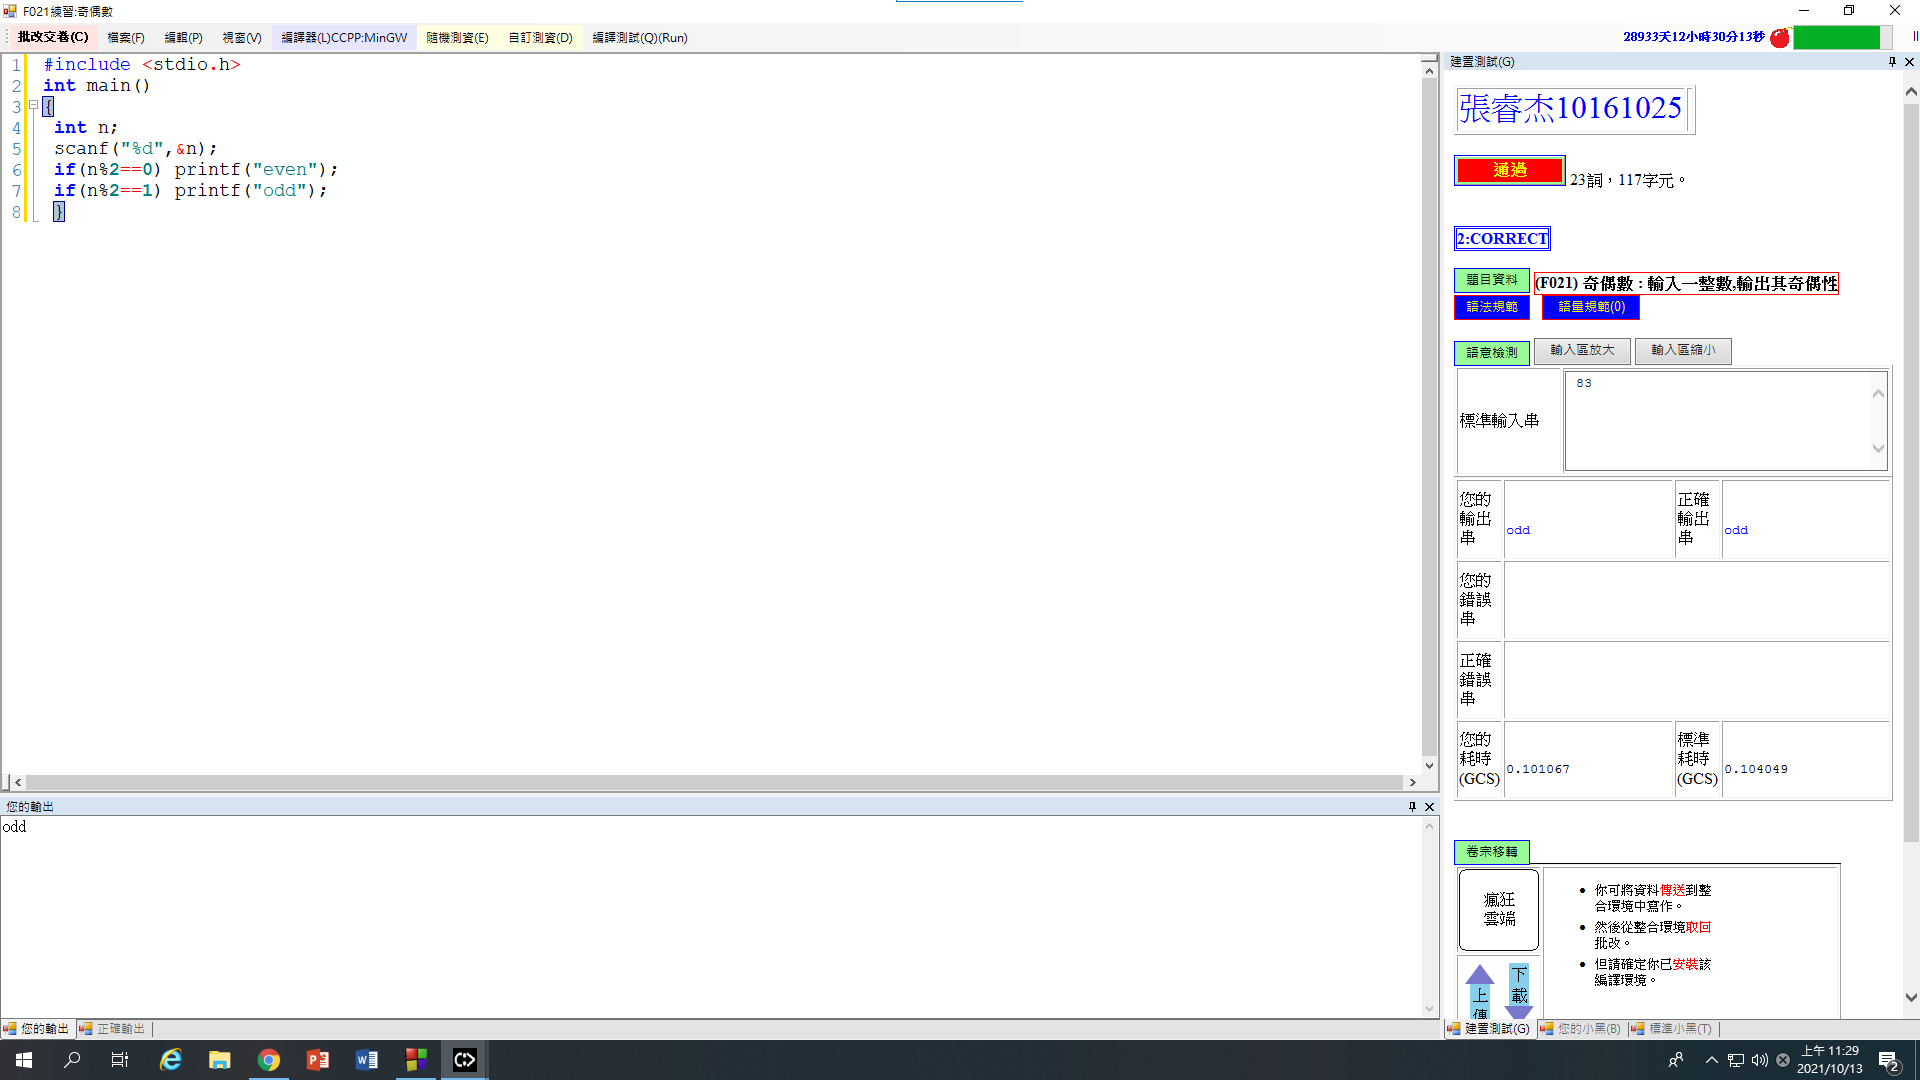 F021練習:奇偶數
批改交卷(C) 檔案(F) 編輯(P) 視窗(V) 編譯器(L)CCPP:MinGW 隨機測資(E) 自訂測資(D) 編譯測試(Q)(Run)
28933天12小時30分13秒
1 #include <stdio.h>
2 int main()
3 {
4 int n;
5 scanf("%d",&n);
6 if(n%2==0) printf("even");
7 if(n%2==1) printf("odd");
8 }
您的輸出
odd
您的輸出 正確輸出
建置測試(G)
張睿杰10161025
通過 23詞，117字元。
2:CORRECT
題目資料 (F021) 奇偶數 : 輸入一整數,輸出其奇偶性
語法規範 語量規範(0)
語意檢測 輸入區放大 輸入區縮小
標準輸入串 83
您的輸出串 odd 正確輸出串 odd
您的錯誤串
正確錯誤串
您的耗時(GCS) 0.101067 標準耗時(GCS) 0.104049
卷宗移轉
瘋狂
雲端
上傳 下載
你可將資料傳送到整
合環境中寫作。
然後從整合環境取回
批改。
但請確定你已安裝該
編譯環境。
建置測試(G) 您的小黑(B) 標準小黑(T)
上午 11:29
2021/10/13
2